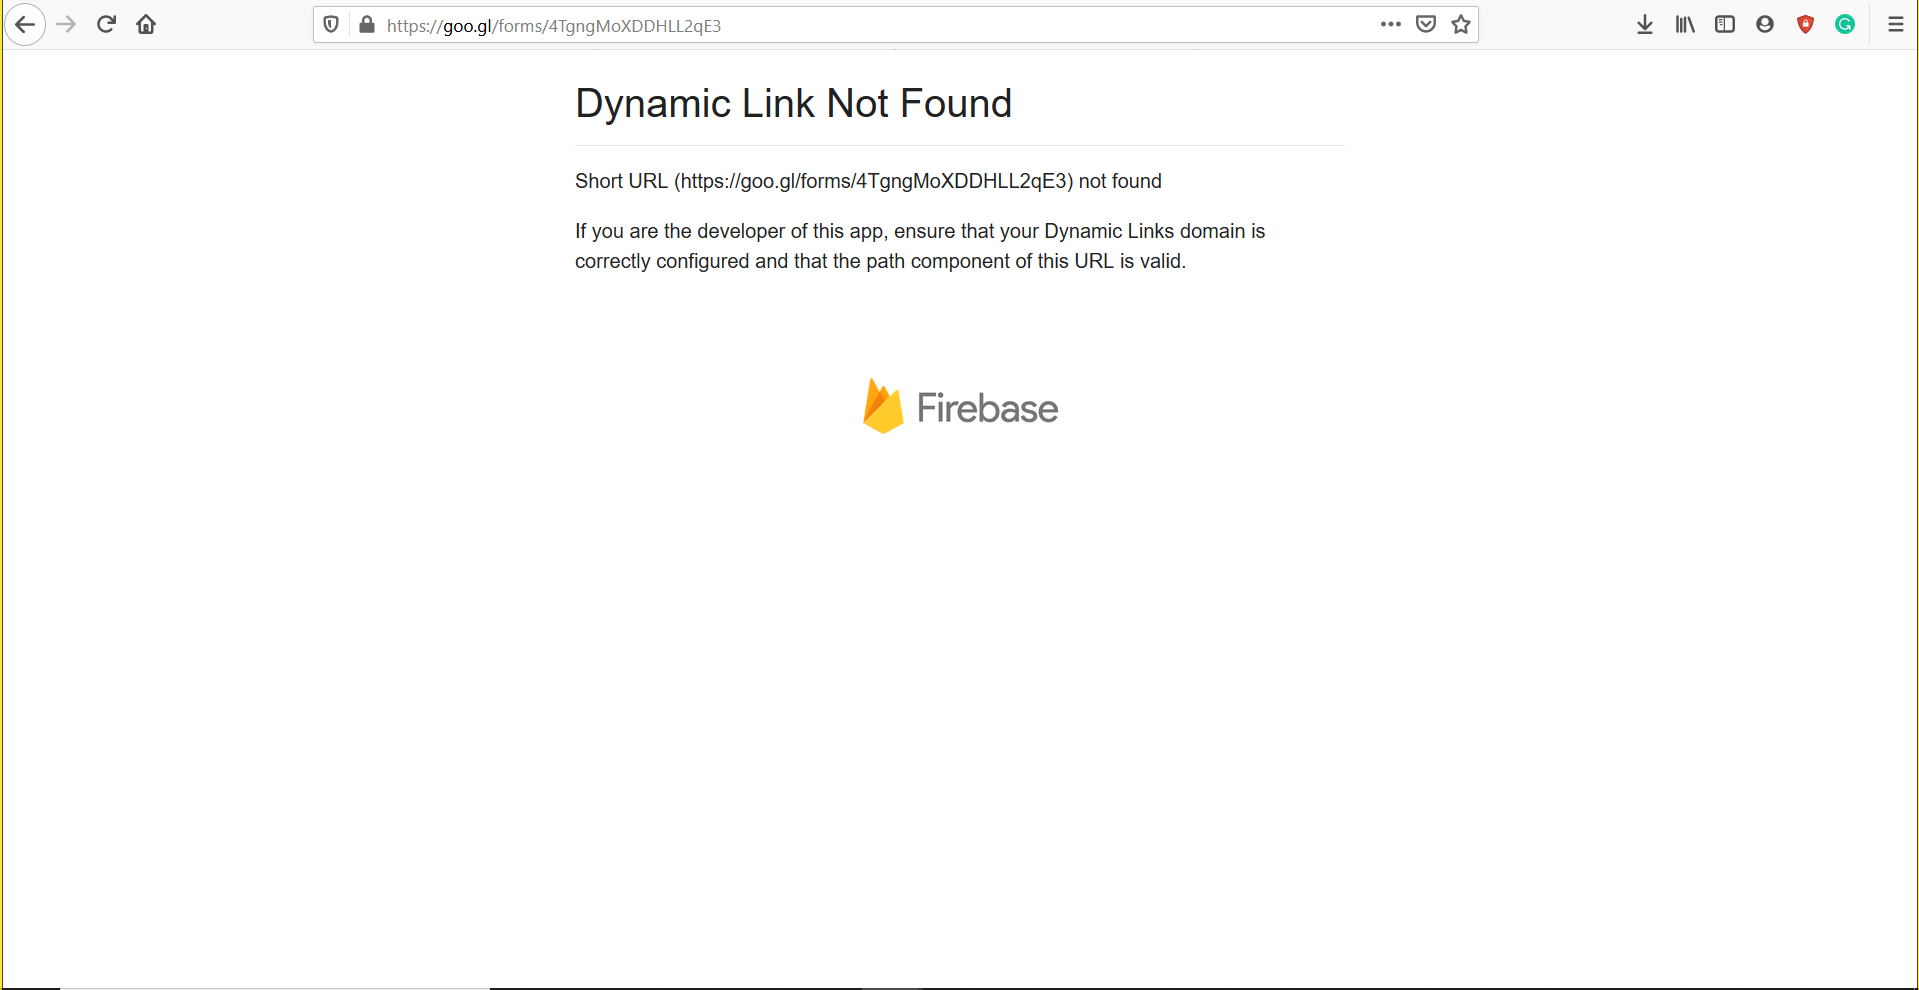 https://goo.gl/forms/4TgngMoXDDHLL2qE3
Dynamic Link Not Found
Short URL (https://goo.gl/forms/4TgngMoXDDHLL2qE3) not found
If you are the developer of this app, ensure that your Dynamic Links domain is
correctly configured and that the path component of this URL is valid.
Firebase